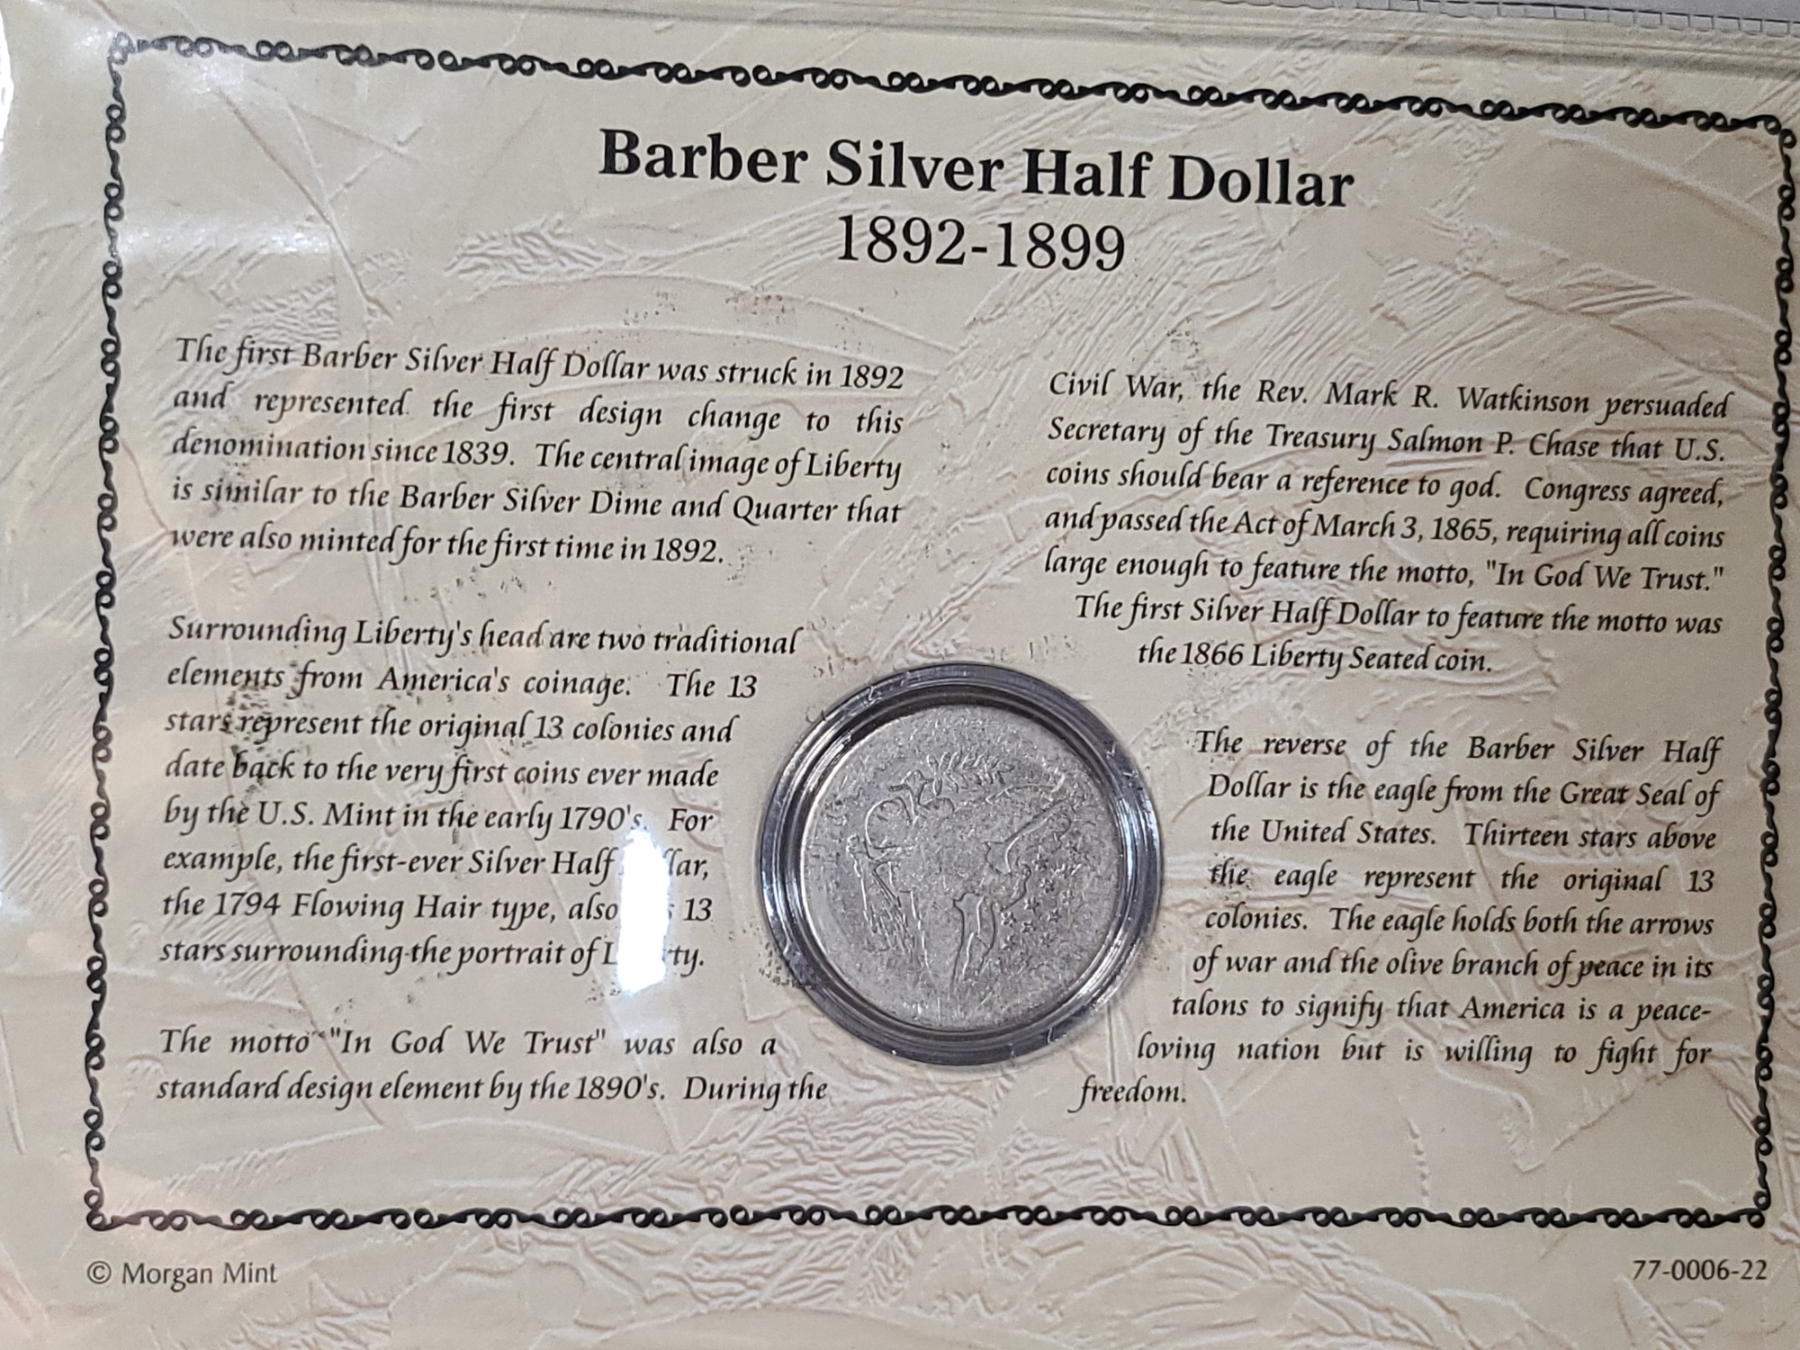 Barber Silver Half Dollar
1892-1899
The first Barber Silver Half Dollar was struck in 1892
and represented the first design change to this
denomination since 1839. The central image of Liberty
is similar to the Barber Silver Dime and Quarter that
were also minted for the first time in 1892.
Surrounding Liberty's head are two traditional
elements from America's coinage. The 13
stars represent the original 13 colonies and
date back to the very first coins ever made
by the U.S. Mint in the early 1790's. For
example, the first-ever Silver Half
the 1794 Flowing Hair type, also 13
stars surrounding the portrait of
The motto "In God We Trust" was also a
standard design element by the 1890's. During the
Civil War, the Rev. Mark R. Watkinson persuaded
Secretary of the Treasury Salmon P. Chase that U.S.
coins should bear a reference to god. Congress agreed,
and passed the Act of March 3, 1865, requiring all coins
large enough to feature the motto, "In God We Trust."
The first Silver Half Dollar to feature the motto was
the 1866 Liberty Seated coin.
The reverse of the Barber Silver Half
Dollar is the eagle from the Great Seal of
the United States. Thirteen stars above
the eagle represent the original 13
colonies. The eagle holds both the arrows
of war and the olive branch of peace in its
talons to signify that America is a peace-
loving nation but is willing to fight for
freedom.
© Morgan Mint
77-0006-22